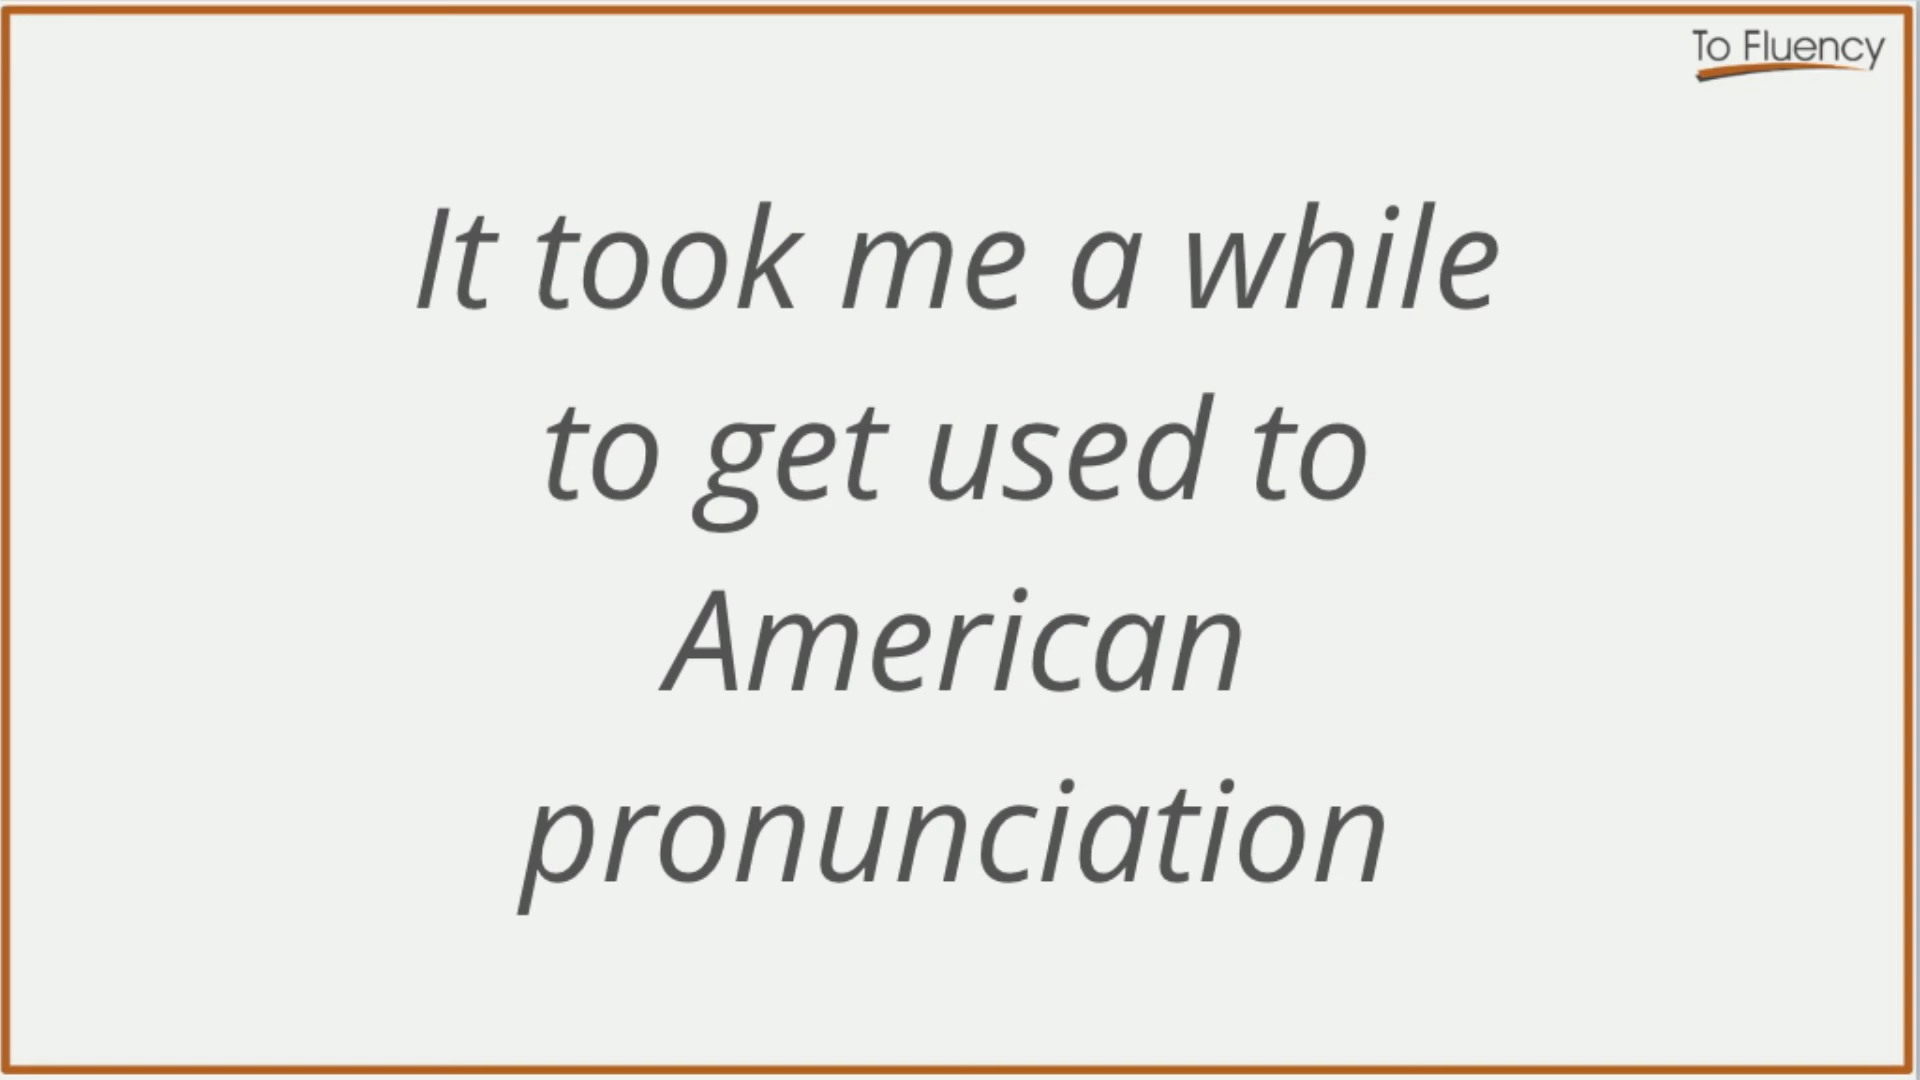 To Fluency
It took me a while
to get used to
American
pronunciation